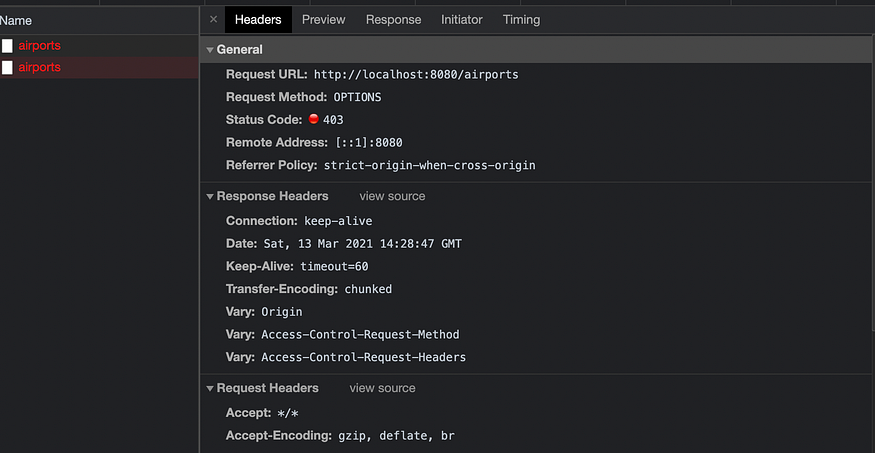 Name
airports
airports
× Headers Preview Response Initiator Timing
▼ General
Request URL: http://localhost:8080/airports
Request Method: OPTIONS
Status Code: 403
Remote Address: [::1]:8080
Referrer Policy: strict-origin-when-cross-origin
▼ Response Headers view source
Connection: keep-alive
Date: Sat, 13 Mar 2021 14:28:47 GMT
Keep-Alive: timeout=60
Transfer-Encoding: chunked
Vary: Origin
Vary: Access-Control-Request-Method
Vary: Access-Control-Request-Headers
▼ Request Headers view source
Accept: */*
Accept-Encoding: gzip, deflate, br